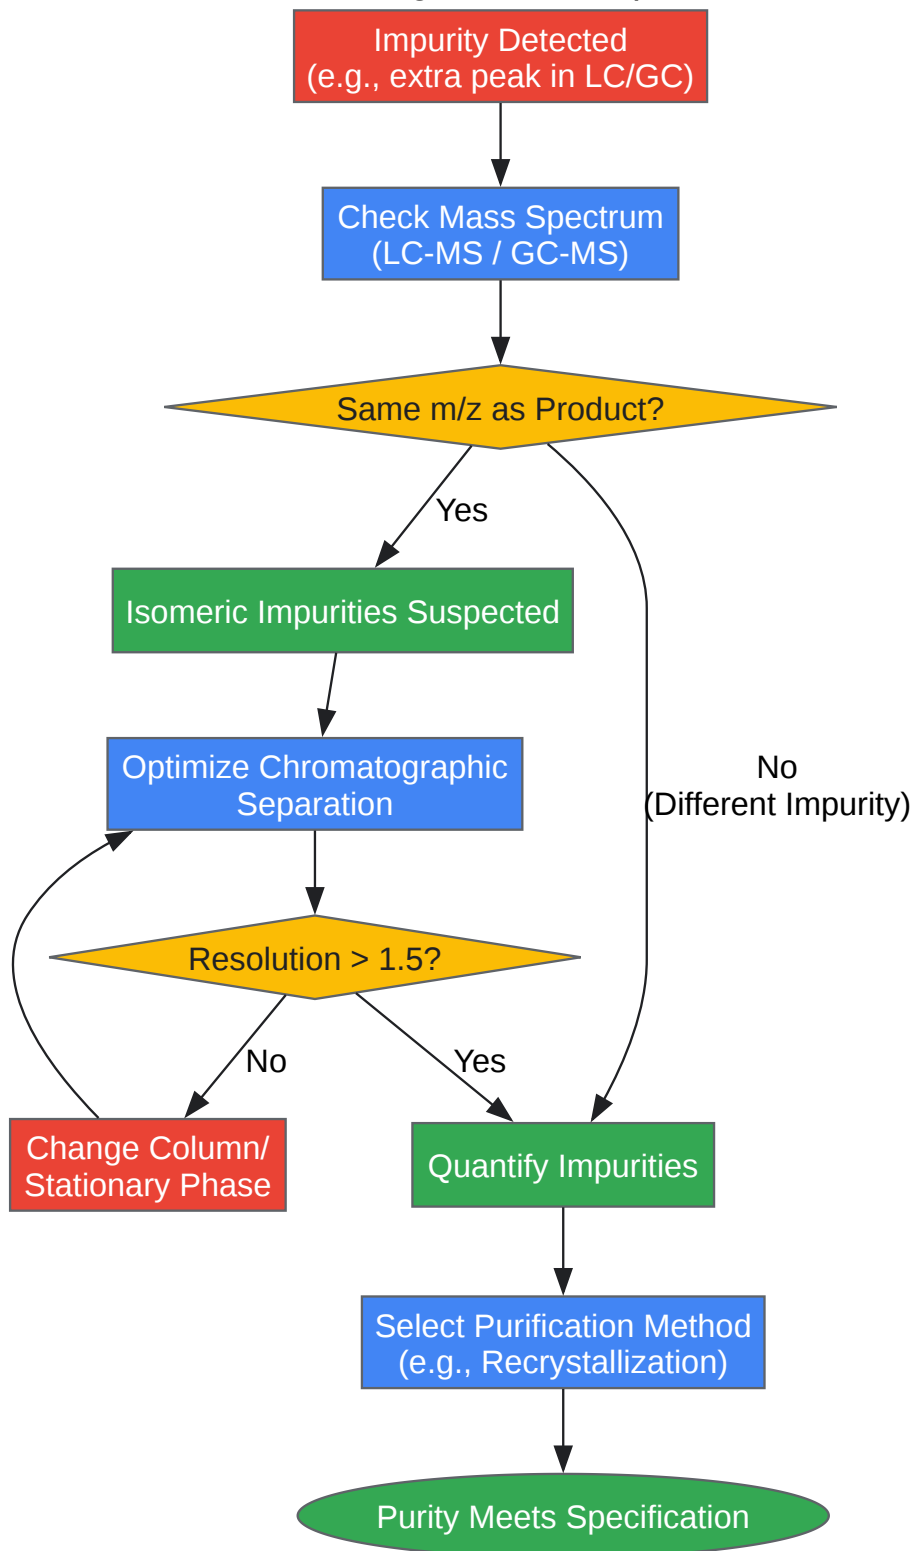 Impurity Detected
(e.g., extra peak in LC/GC)
Check Mass Spectrum
(LC-MS / GC-MS)
Same m/z as Product?
Yes
Isomeric Impurities Suspected
Optimize Chromatographic
Separation
No
(Different Impurity)
Resolution > 1.5?
No
Yes
Change Column/
Stationary Phase
Quantify Impurities
Select Purification Method
(e.g., Recrystallization)
Purity Meets Specification